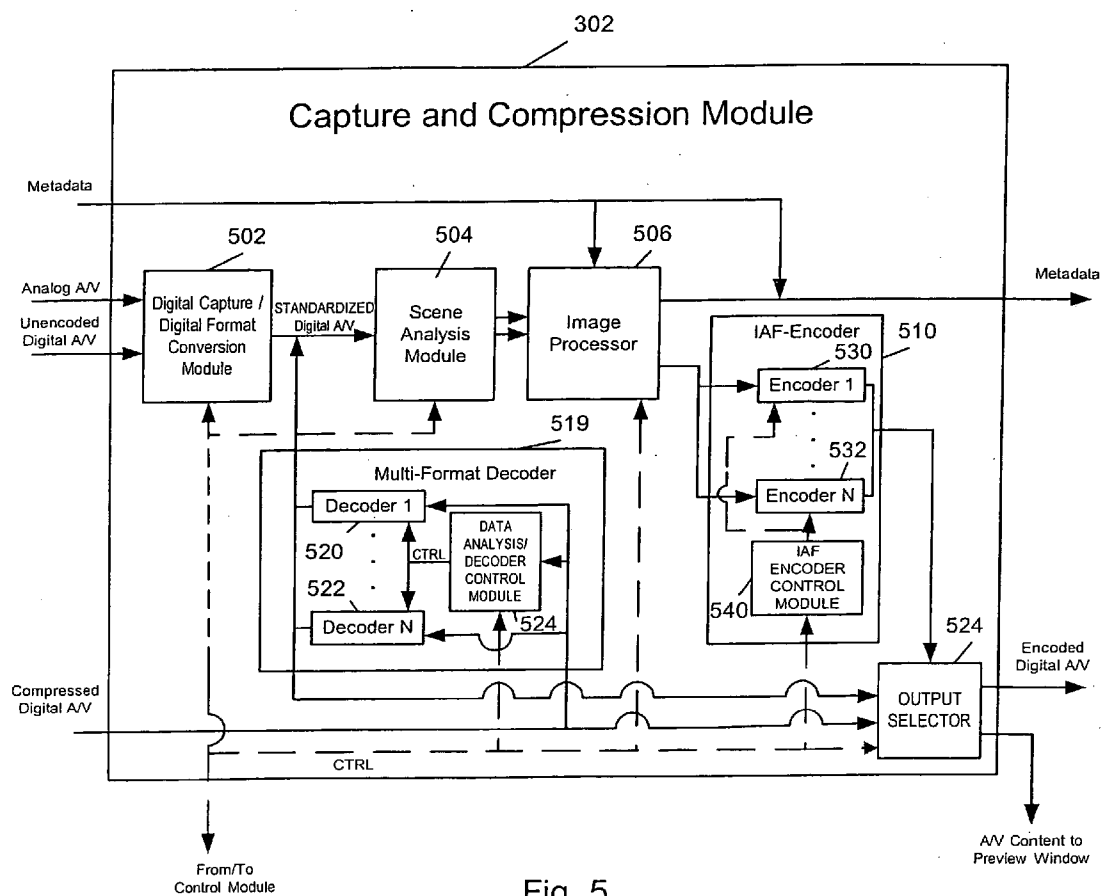 302
Capture and Compression Module
Metadata
502
504
506
Metadata
Analog A/V
Unencoded
Digital A/V
Digital Capture /
Digital Format
Conversion
Module
STANDARDIZED
Digital A/V
Scene
Analysis
Module
Image
Processor
IAF-Encoder
510
530
Encoder 1
532
Encoder N
IAF
ENCODER
CONTROL
MODULE
540
519
Multi-Format Decoder
Decoder 1
520
522
Decoder N
CTRL
DATA
ANALYSIS/
DECODER
CONTROL
MODULE
524
524
Encoded
Digital A/V
Compressed
Digital A/V
OUTPUT
SELECTOR
CTRL
A/V Content to
Preview Window
From/To
Control Module
Fig. 5